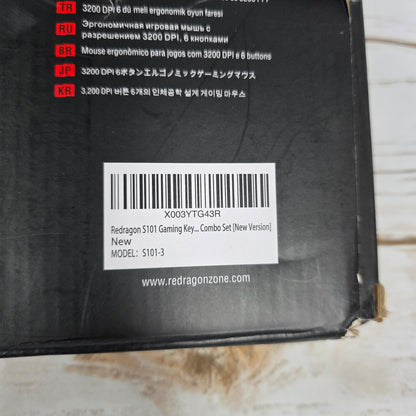 TR 3200 DPI 6 dü meli ergonomik oyun faresi
RU Эргономичная игровая мышь с
разрешением 3200 DPI, 6 кнопками
BR Mouse ergonômico para jogos com 3200 DPI e 6 buttons
JP 3200 DPI 6ボタンエルゴノミックゲーミングマウス
KR 3,200 DPI 버튼 6개의 인체공학 설계 게이밍 마우스
X003YTG43R
Redragon S101 Gaming Key... Combo Set [New Version]
New
MODEL: S101-3
www.redragonzone.com